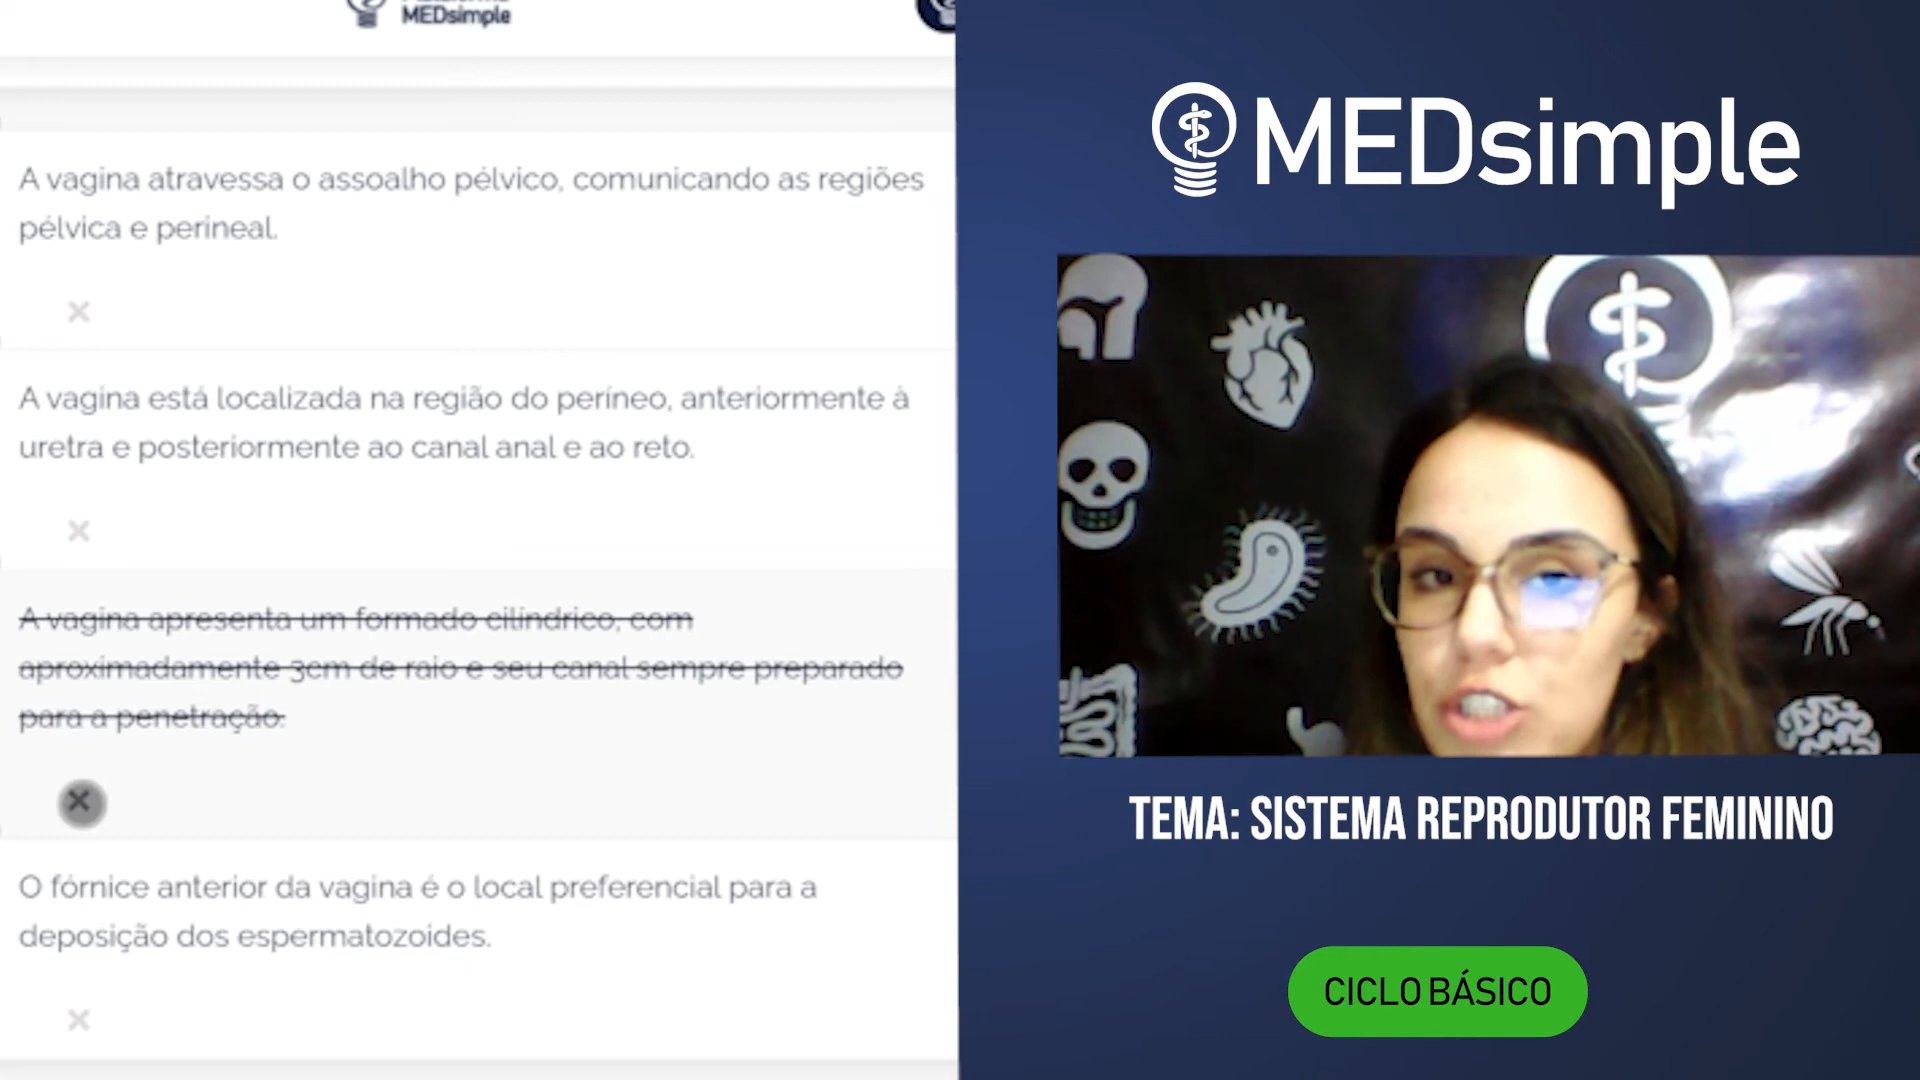 MEDsimple
A vagina atravessa o assoalho pélvico, comunicando as regiões
pélvica e perineal.
A vagina está localizada na região do períneo, anteriormente à
uretra e posteriormente ao canal anal e ao reto.
A vagina apresenta um formado cilíndrico, com
aproximadamente 3cm de raio e seu canal sempre preparado
para a penetração.
O fórnice anterior da vagina é o local preferencial para a
deposição dos espermatozoides.
MEDsimple
TEMA: SISTEMA REPRODUTOR FEMININO
CICLO BÁSICO